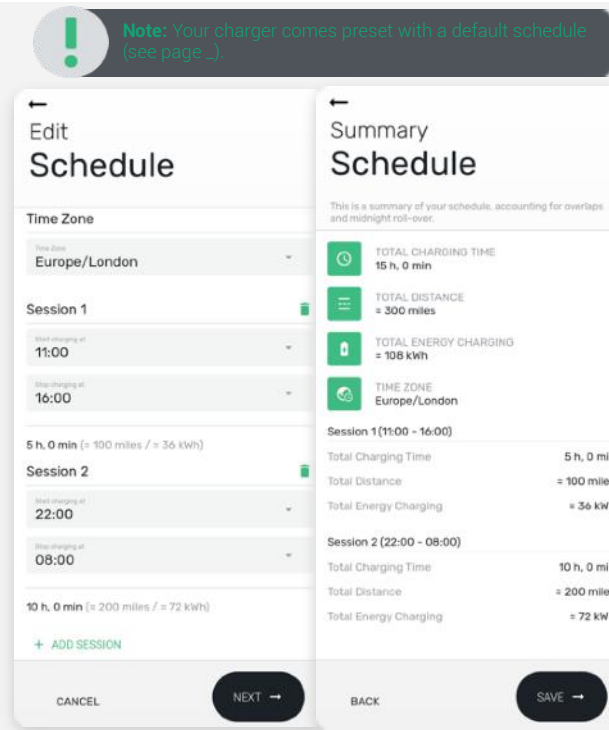 Note: Your charger comes preset with a default schedule
(see page _).
Edit
Schedule
Time Zone
Time Zone
Europe/London
Session 1
Start charging at
11:00
Stop charging at
16:00
5 h, 0 min (= 100 miles / = 36 kWh)
Session 2
Start charging at
22:00
Stop charging at
08:00
10 h, 0 min (= 200 miles / = 72 kWh)
+ ADD SESSION
CANCEL
NEXT →
Summary
Schedule
This is a summary of your schedule, accounting for overlaps
and midnight roll-over.
TOTAL CHARGING TIME
15 h, 0 min
TOTAL DISTANCE
= 300 miles
TOTAL ENERGY CHARGING
= 108 kWh
TIME ZONE
Europe/London
Session 1 (11:00 - 16:00)
Total Charging Time 5 h, 0 mi
Total Distance = 100 mile
Total Energy Charging = 36 kW
Session 2 (22:00 - 08:00)
Total Charging Time 10 h, 0 mi
Total Distance = 200 mile
Total Energy Charging = 72 kW
BACK
SAVE →